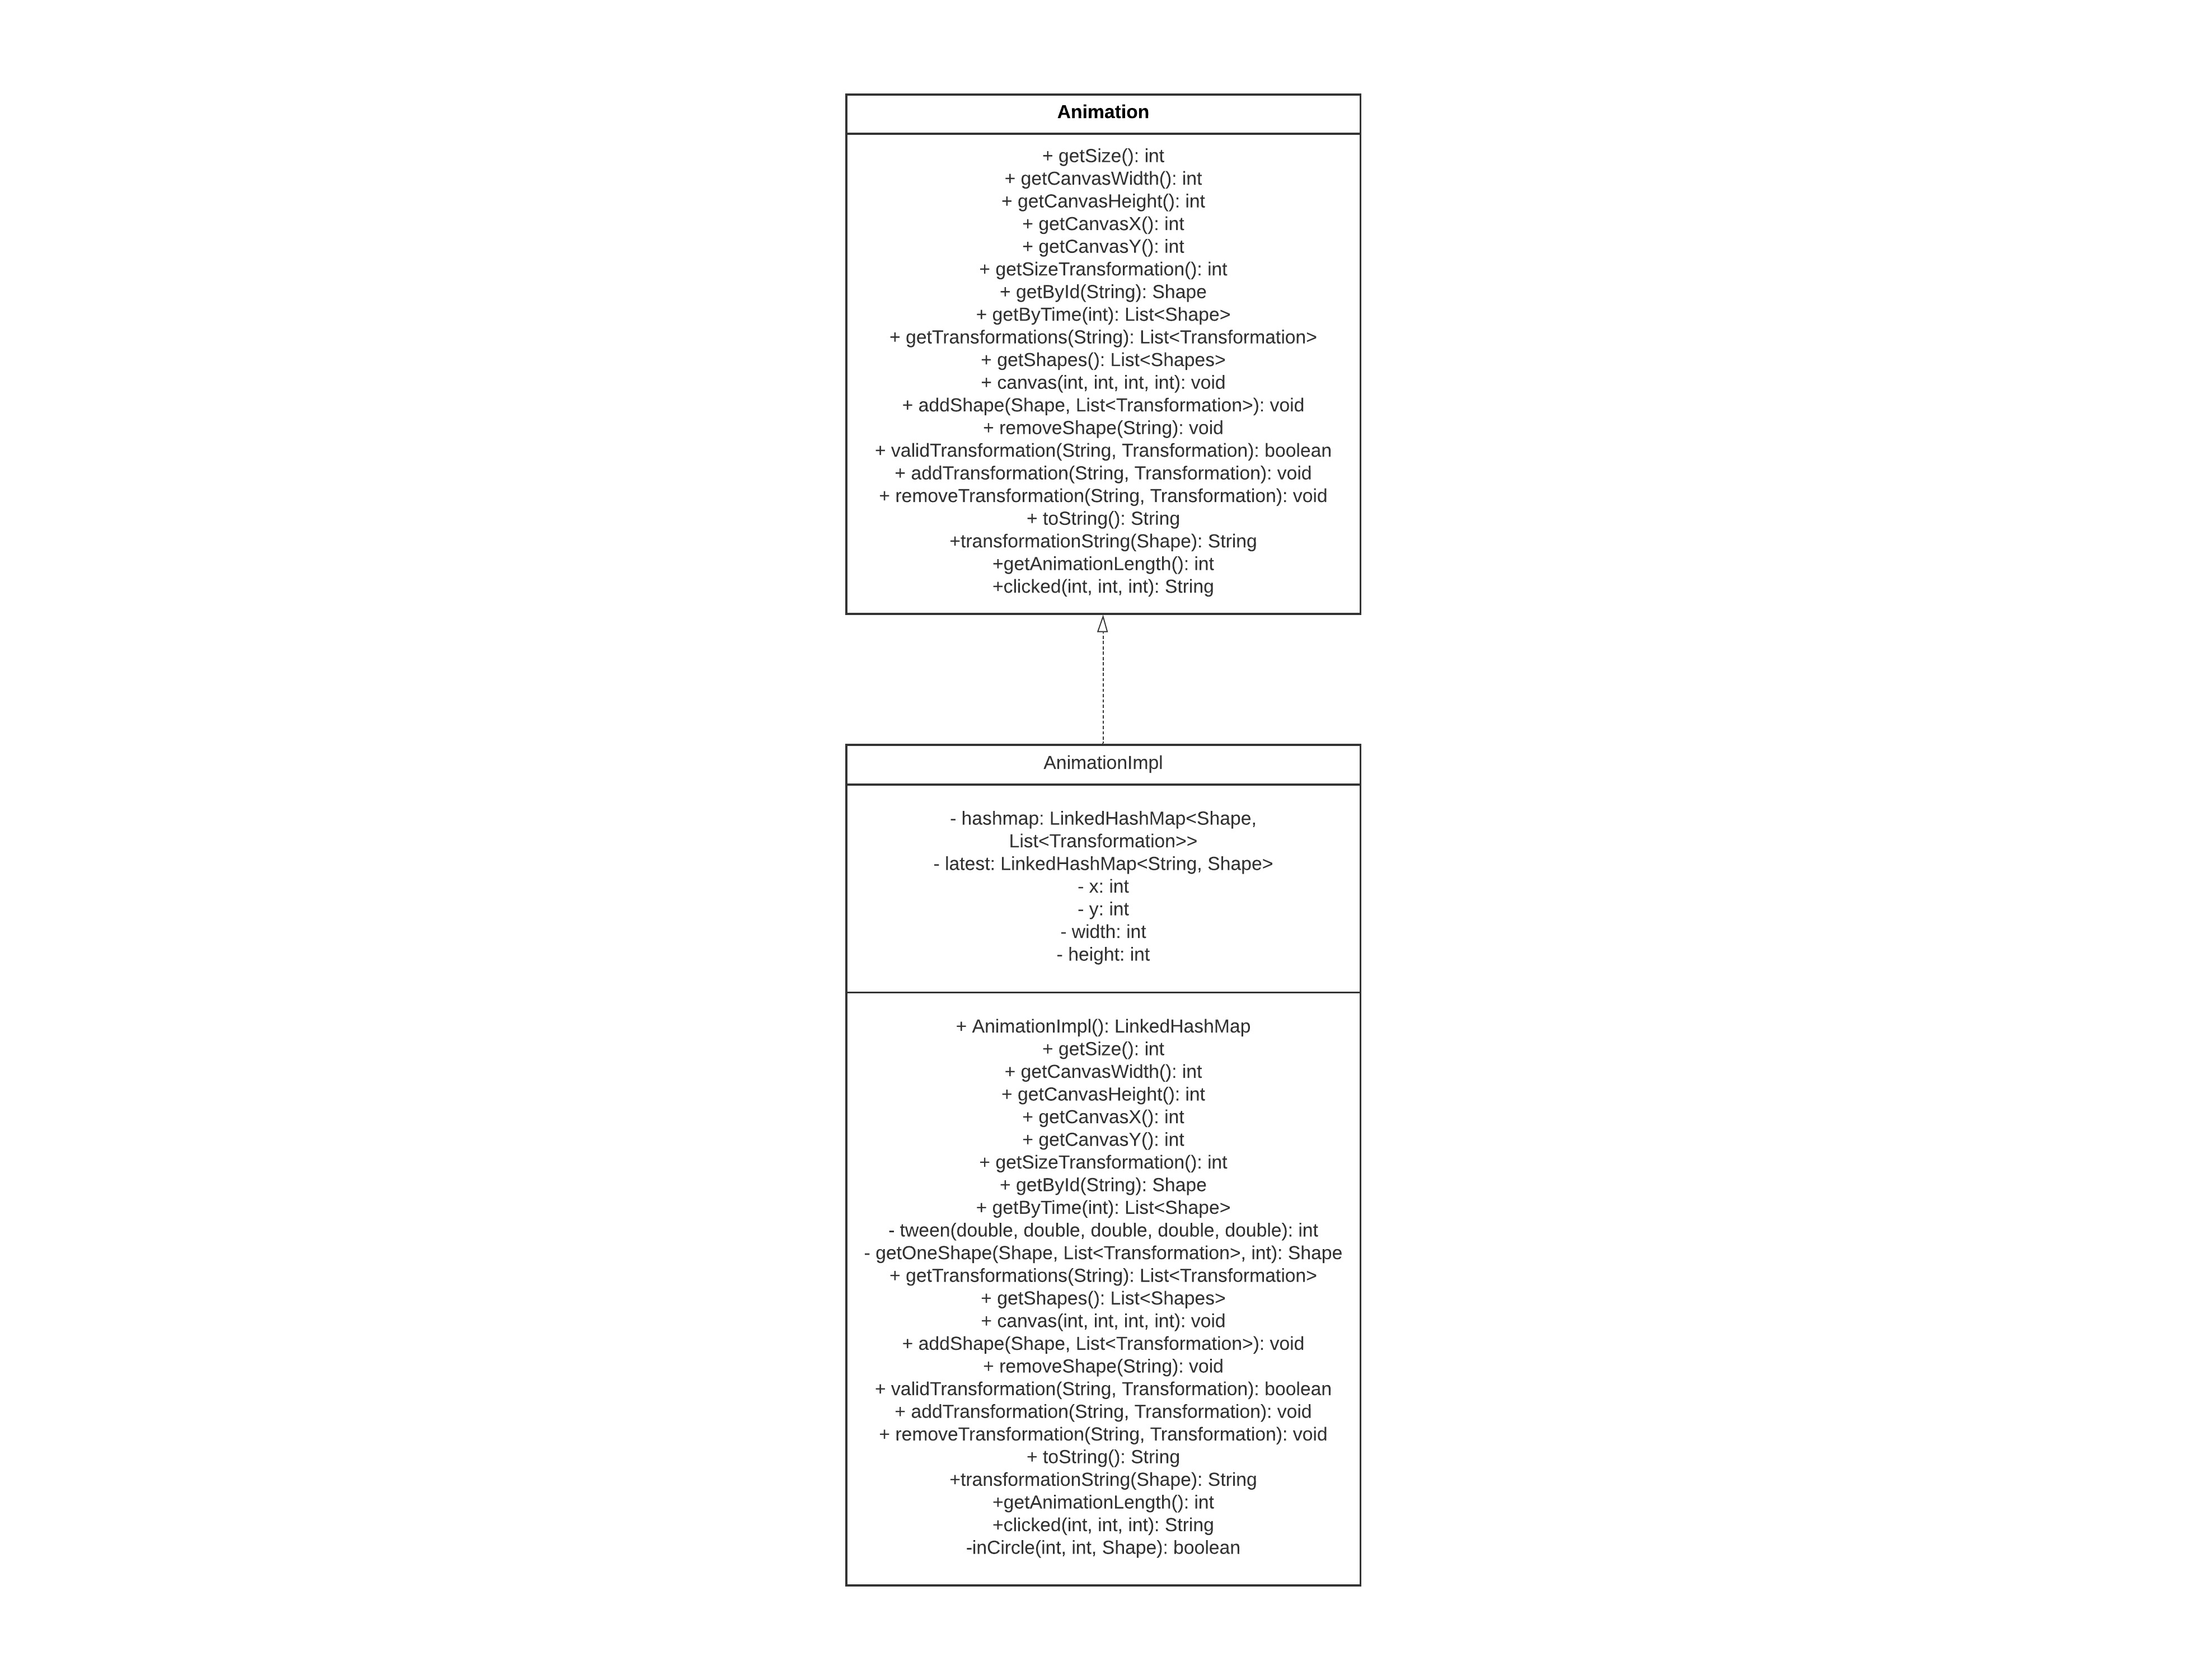 Animation
+ getSize(): int
+ getCanvasWidth(): int
+ getCanvasHeight(): int
+ getCanvasX(): int
+ getCanvasY(): int
+ getSizeTransformation(): int
+ getById(String): Shape
+ getByTime(int): List<Shape>
+ getTransformations(String): List<Transformation>
+ getShapes(): List<Shapes>
+ canvas(int, int, int, int): void
+ addShape(Shape, List<Transformation>): void
+ removeShape(String): void
+ validTransformation(String, Transformation): boolean
+ addTransformation(String, Transformation): void
+ removeTransformation(String, Transformation): void
+ toString(): String
+transformationString(Shape): String
+getAnimationLength(): int
+clicked(int, int, int): String
AnimationImpl
- hashmap: LinkedHashMap<Shape,
List<Transformation>>
- latest: LinkedHashMap<String, Shape>
- x: int
- y: int
- width: int
- height: int
+ AnimationImpl(): LinkedHashMap
+ getSize(): int
+ getCanvasWidth(): int
+ getCanvasHeight(): int
+ getCanvasX(): int
+ getCanvasY(): int
+ getSizeTransformation(): int
+ getById(String): Shape
+ getByTime(int): List<Shape>
- tween(double, double, double, double, double): int
- getOneShape(Shape, List<Transformation>, int): Shape
+ getTransformations(String): List<Transformation>
+ getShapes(): List<Shapes>
+ canvas(int, int, int, int): void
+ addShape(Shape, List<Transformation>): void
+ removeShape(String): void
+ validTransformation(String, Transformation): boolean
+ addTransformation(String, Transformation): void
+ removeTransformation(String, Transformation): void
+ toString(): String
+transformationString(Shape): String
+getAnimationLength(): int
+clicked(int, int, int): String
-inCircle(int, int, Shape): boolean